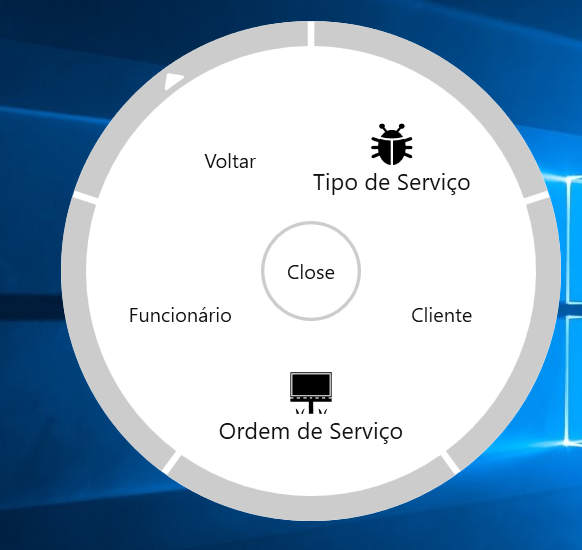 Voltar
Tipo de Serviço
Close
Funcionário
Cliente
Ordem de Serviço